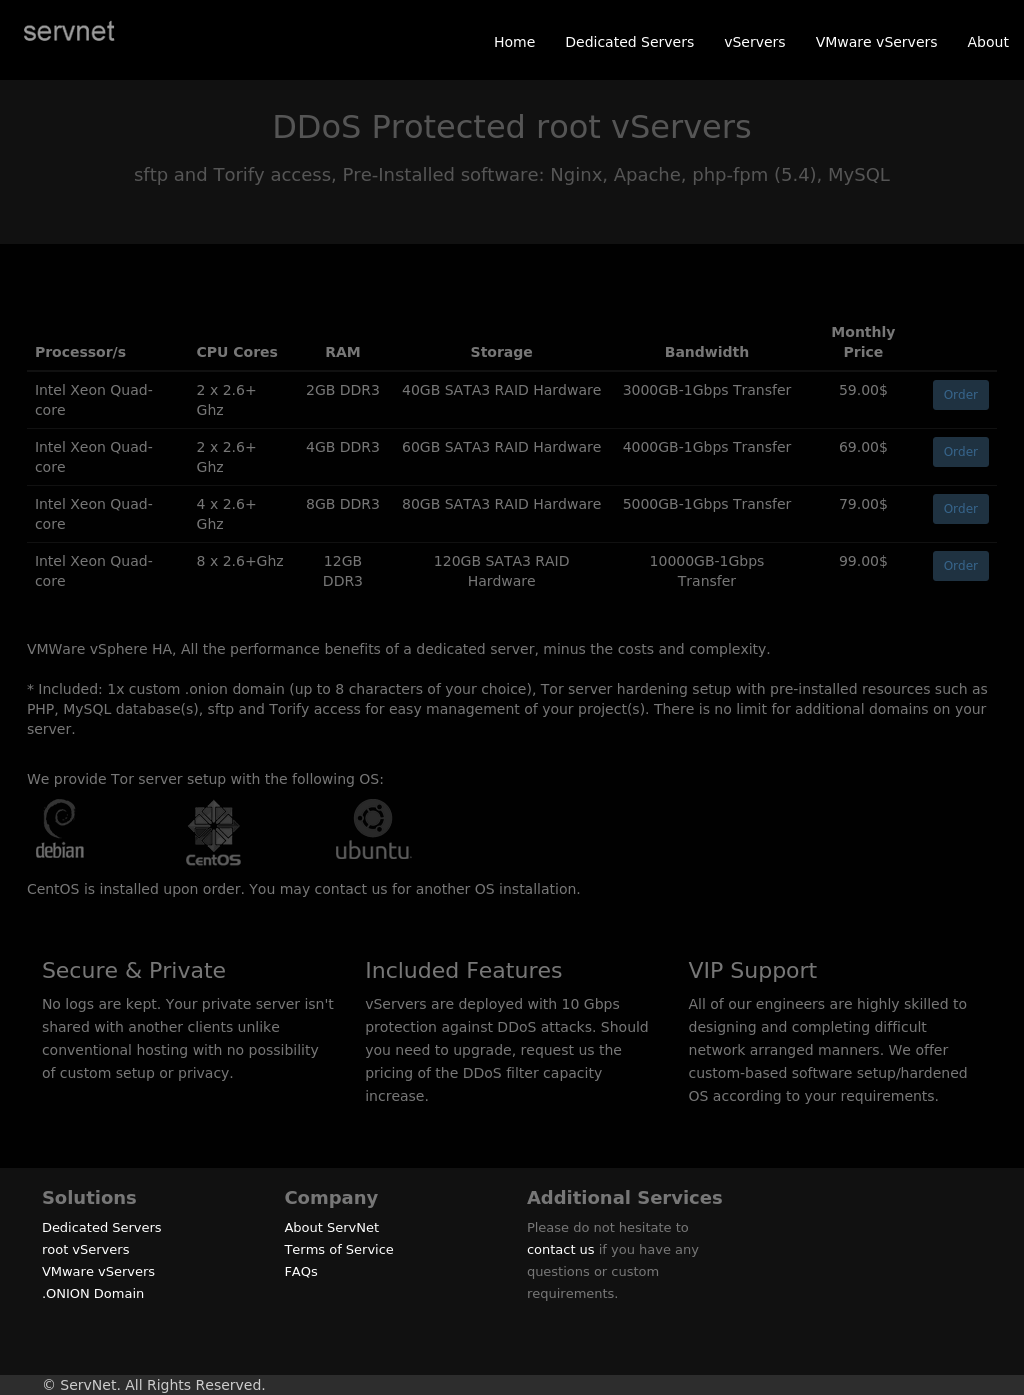 servnet
Home Dedicated Servers vServers VMware vServers About
DDoS Protected root vServers
sftp and Torify access, Pre-Installed software: Nginx, Apache, php-fpm (5.4), MySQL
Processor/s CPU Cores RAM Storage Bandwidth Monthly
Price
Intel Xeon Quad-
core 2 x 2.6+
Ghz 2GB DDR3 40GB SATA3 RAID Hardware 3000GB-1Gbps Transfer 59.00$ Order
Intel Xeon Quad-
core 2 x 2.6+
Ghz 4GB DDR3 60GB SATA3 RAID Hardware 4000GB-1Gbps Transfer 69.00$ Order
Intel Xeon Quad-
core 4 x 2.6+
Ghz 8GB DDR3 80GB SATA3 RAID Hardware 5000GB-1Gbps Transfer 79.00$ Order
Intel Xeon Quad-
core 8 x 2.6+Ghz 12GB
DDR3 120GB SATA3 RAID
Hardware 10000GB-1Gbps
Transfer 99.00$ Order
VMWare vSphere HA, All the performance benefits of a dedicated server, minus the costs and complexity.
* Included: 1x custom .onion domain (up to 8 characters of your choice), Tor server hardening setup with pre-installed resources such as
PHP, MySQL database(s), sftp and Torify access for easy management of your project(s). There is no limit for additional domains on your
server.
We provide Tor server setup with the following OS:
debian CentOS ubuntu
CentOS is installed upon order. You may contact us for another OS installation.
Secure & Private
No logs are kept. Your private server isn't
shared with another clients unlike
conventional hosting with no possibility
of custom setup or privacy.
Included Features
vServers are deployed with 10 Gbps
protection against DDoS attacks. Should
you need to upgrade, request us the
pricing of the DDoS filter capacity
increase.
VIP Support
All of our engineers are highly skilled to
designing and completing difficult
network arranged manners. We offer
custom-based software setup/hardened
OS according to your requirements.
Solutions
Dedicated Servers
root vServers
VMware vServers
.ONION Domain
Company
About ServNet
Terms of Service
FAQs
Additional Services
Please do not hesitate to
contact us if you have any
questions or custom
requirements.
© ServNet. All Rights Reserved.